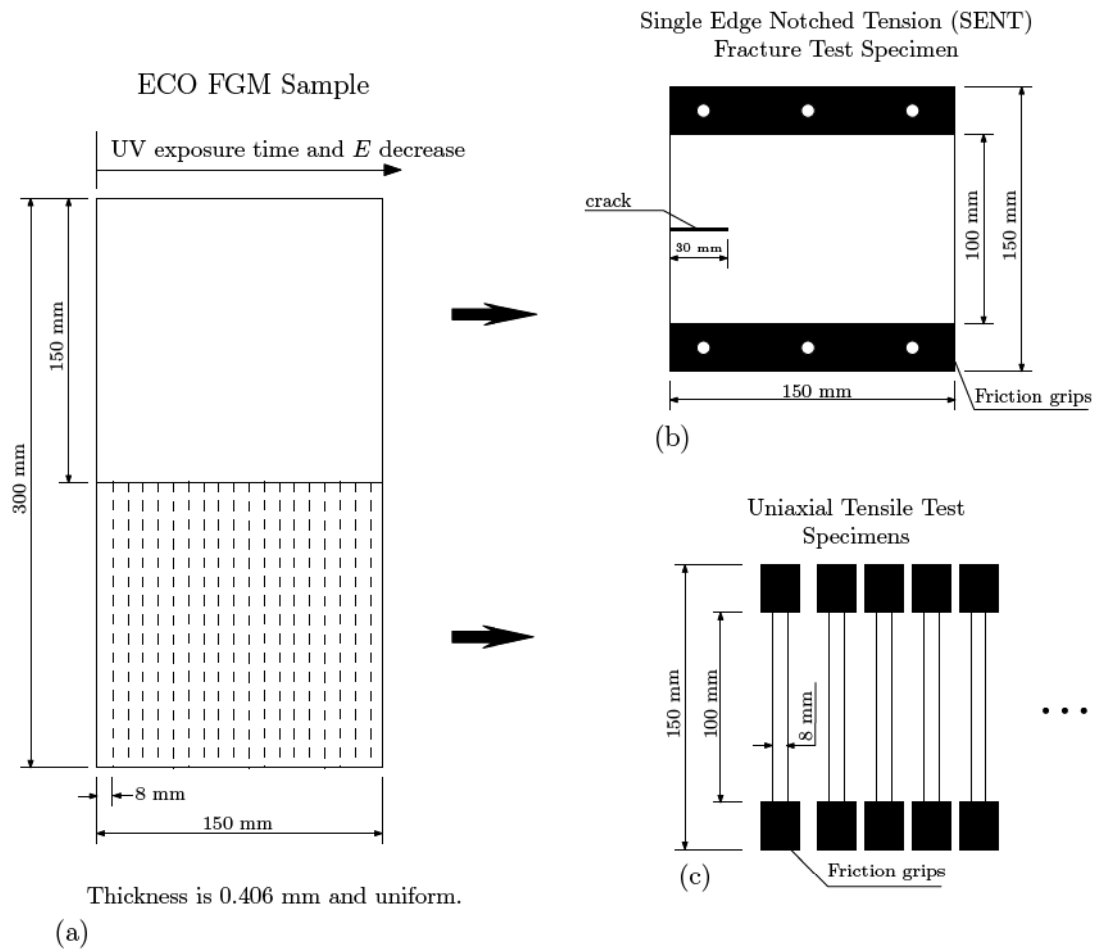 ECO FGM Sample
UV exposure time and E decrease
300 mm
150 mm
8 mm
150 mm
Thickness is 0.406 mm and uniform.
(a)
Single Edge Notched Tension (SENT)
Fracture Test Specimen
crack
30 mm
100 mm
150 mm
150 mm
Friction grips
(b)
Uniaxial Tensile Test
Specimens
150 mm
100 mm
8 mm
Friction grips
(c)